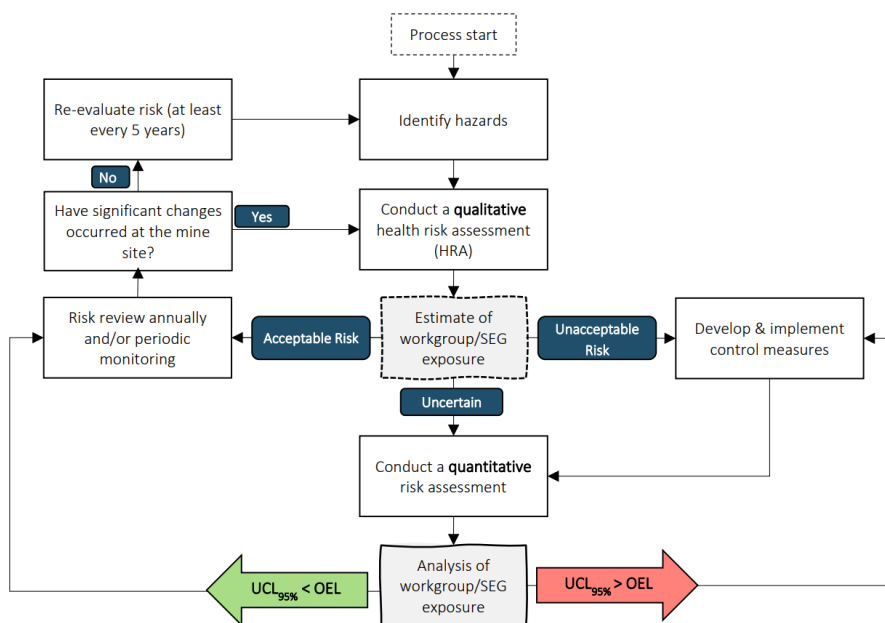 Process start
Re-evaluate risk (at least
every 5 years)
Identify hazards
No
Have significant changes
occurred at the mine
site?
Yes
Conduct a qualitative
health risk assessment
(HRA)
Risk review annually
and/or periodic
monitoring
Acceptable Risk
Estimate of
workgroup/SEG
exposure
Unacceptable
Risk
Develop & implement
control measures
Uncertain
Conduct a quantitative
risk assessment
UCL95% < OEL
Analysis of
workgroup/SEG
exposure
UCL95% > OEL